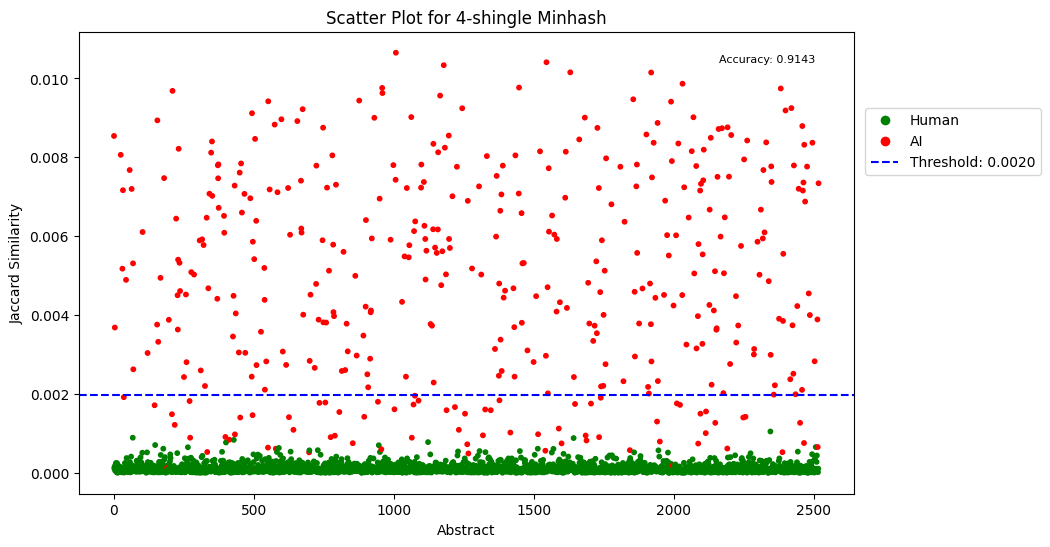 Scatter Plot for 4-shingle Minhash
Accuracy: 0.9143
Human
AI
Threshold: 0.0020
Jaccard Similarity
0.010
0.008
0.006
0.004
0.002
0.000
0 500 1000 1500 2000 2500
Abstract